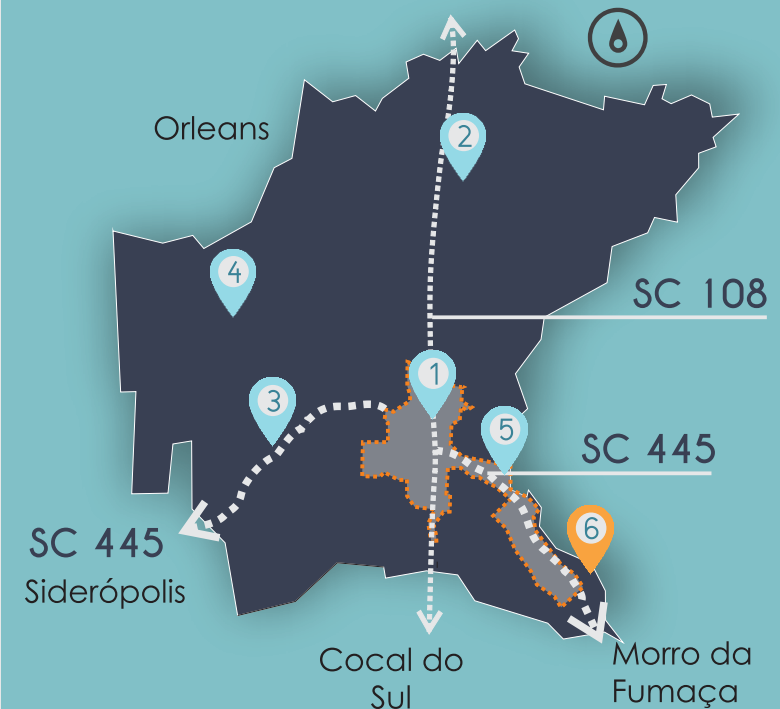 Orleans
2
4
SC 108
1
3
5
SC 445
6
SC 445
Siderópolis
Cocal do
Sul
Morro da
Fumaça